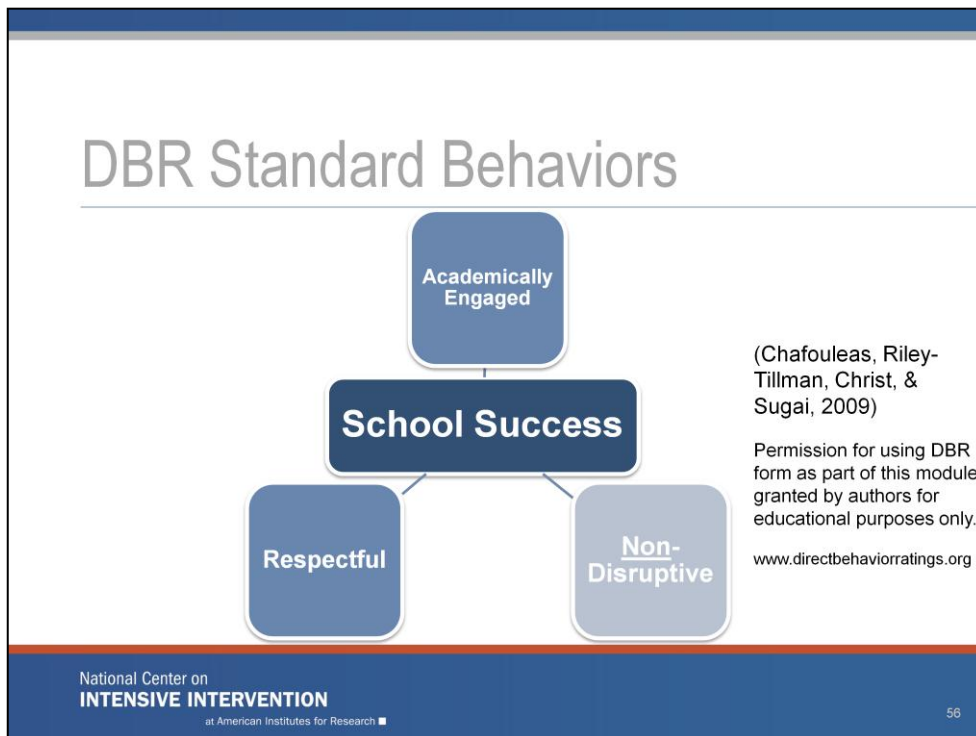 DBR Standard Behaviors
Academically
Engaged
School Success
Respectful
Non-
Disruptive
(Chafouleas, Riley-
Tillman, Christ, &
Sugai, 2009)
Permission for using DBR
form as part of this module
granted by authors for
educational purposes only.
www.directbehaviorratings.org
National Center on
INTENSIVE INTERVENTION
at American Institutes for Research
56